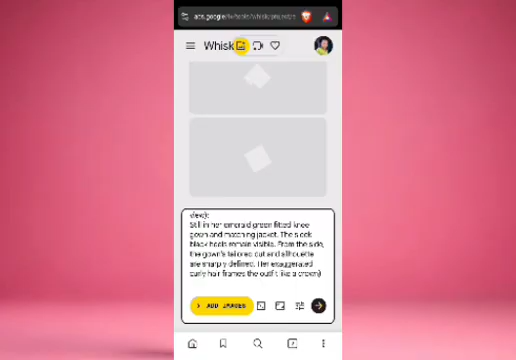 Whisk
view):
Still in her emerald green fitted knee
gown and matching jacket. The sleek
black heels remain visible. From the side,
the gown's tailored cut and silhouette
are sharply defined. Her exaggerated
curly hair frames the outfit like a crown)
ADD IMAGES